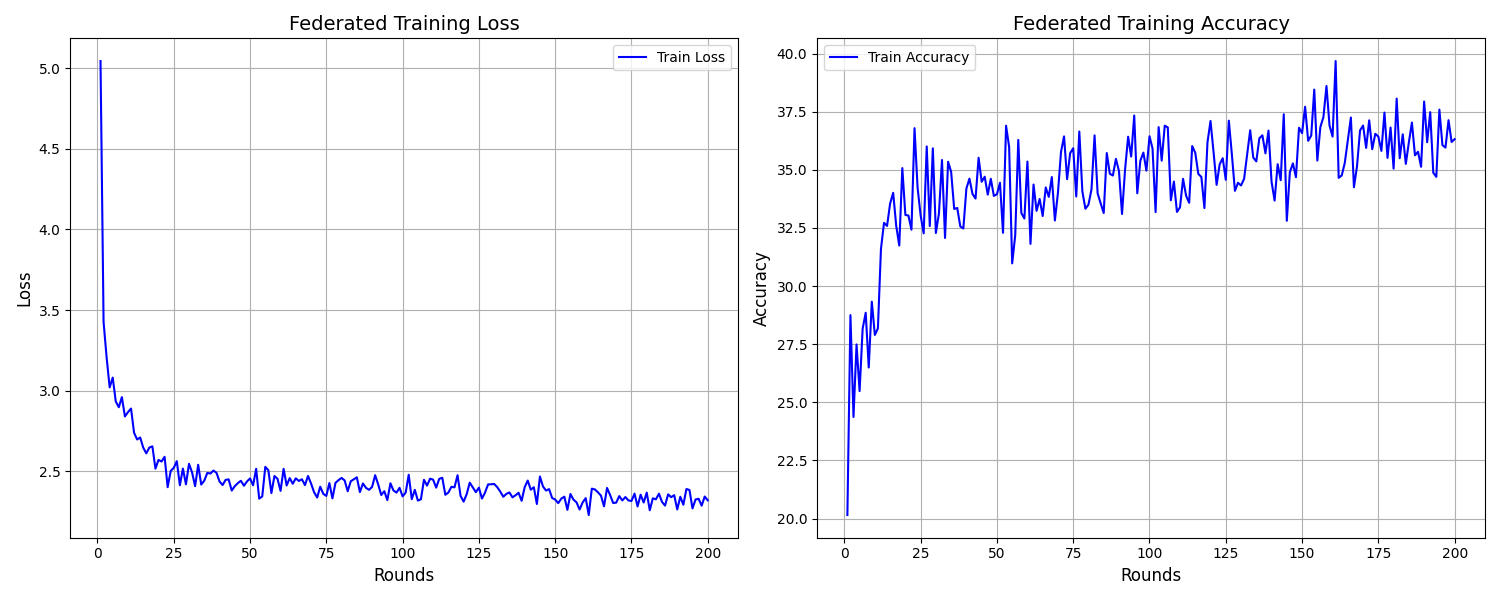 Federated Training Loss
Train Loss
5.0
4.5
4.0
3.5
3.0
2.5
Loss
0 25 50 75 100 125 150 175 200
Rounds
Federated Training Accuracy
Train Accuracy
40.0
37.5
35.0
32.5
30.0
27.5
25.0
22.5
20.0
Accuracy
0 25 50 75 100 125 150 175 200
Rounds